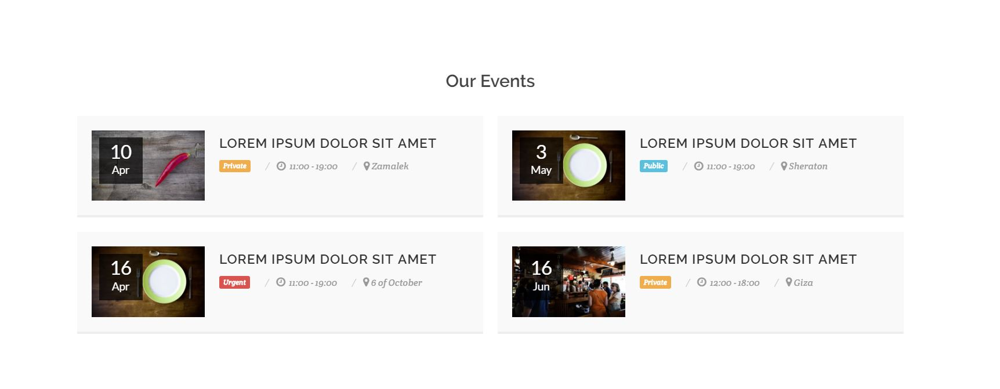 Our Events
10
Apr
LOREM IPSUM DOLOR SIT AMET
Private / 11:00 - 19:00 / Zamalek
3
May
LOREM IPSUM DOLOR SIT AMET
Public / 11:00 - 19:00 / Sheraton
16
Apr
LOREM IPSUM DOLOR SIT AMET
Urgent / 11:00 - 19:00 / 6 of October
16
Jun
LOREM IPSUM DOLOR SIT AMET
Private / 12:00 - 18:00 / Giza